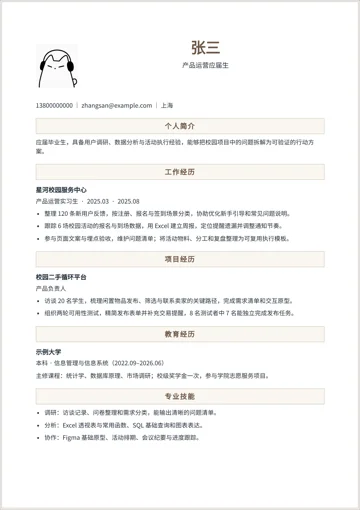 张三
产品运营应届生
13800000000 | zhangsan@example.com | 上海
个人简介
应届毕业生，具备用户调研、数据分析与活动执行经验，能够把校园项目中的问题拆解为可验证的行动方
案。
工作经历
星河校园服务中心
产品运营实习生 · 2025.03 - 2025.08
• 整理 120 条新用户反馈，按注册、报名与签到场景分类，协助优化新手引导和常见问题说明。
• 跟踪 6 场校园活动的报名与到场数据，用 Excel 建立周报，定位提醒遗漏并调整通知节奏。
• 参与页面文案与埋点验收，维护问题清单；将活动物料、分工和复盘整理为可复用执行模板。
项目经历
校园二手循环平台
产品负责人
• 访谈 20 名学生，梳理闲置物品发布、筛选与联系卖家的关键路径，完成需求清单和交互原型。
• 组织两轮可用性测试，精简发布表单并补充交易提醒，8 名测试者中 7 名能独立完成发布任务。
教育经历
示例大学
本科 · 信息管理与信息系统（2022.09–2026.06）
主修课程：统计学、数据库原理、市场调研；校级奖学金一次，参与学院志愿服务项目。
专业技能
• 调研：访谈记录、问卷整理和需求分类，能输出清晰的问题清单。
• 分析：Excel 透视表与常用函数、SQL 基础查询和图表表达。
• 协作：Figma 基础原型、活动排期、会议纪要与进度跟踪。